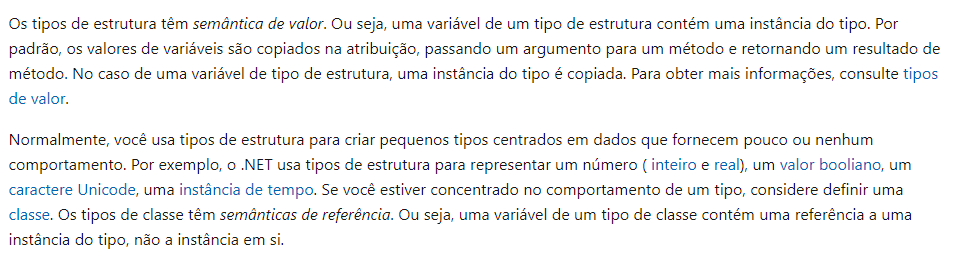 Os tipos de estrutura têm semântica de valor. Ou seja, uma variável de um tipo de estrutura contém uma instância do tipo. Por
padrão, os valores de variáveis são copiados na atribuição, passando um argumento para um método e retornando um resultado de
método. No caso de uma variável de tipo de estrutura, uma instância do tipo é copiada. Para obter mais informações, consulte tipos
de valor.
Normalmente, você usa tipos de estrutura para criar pequenos tipos centrados em dados que fornecem pouco ou nenhum
comportamento. Por exemplo, o .NET usa tipos de estrutura para representar um número ( inteiro e real), um valor booliano, um
caractere Unicode, uma instância de tempo. Se você estiver concentrado no comportamento de um tipo, considere definir uma
classe. Os tipos de classe têm semânticas de referência. Ou seja, uma variável de um tipo de classe contém uma referência a uma
instância do tipo, não a instância em si.